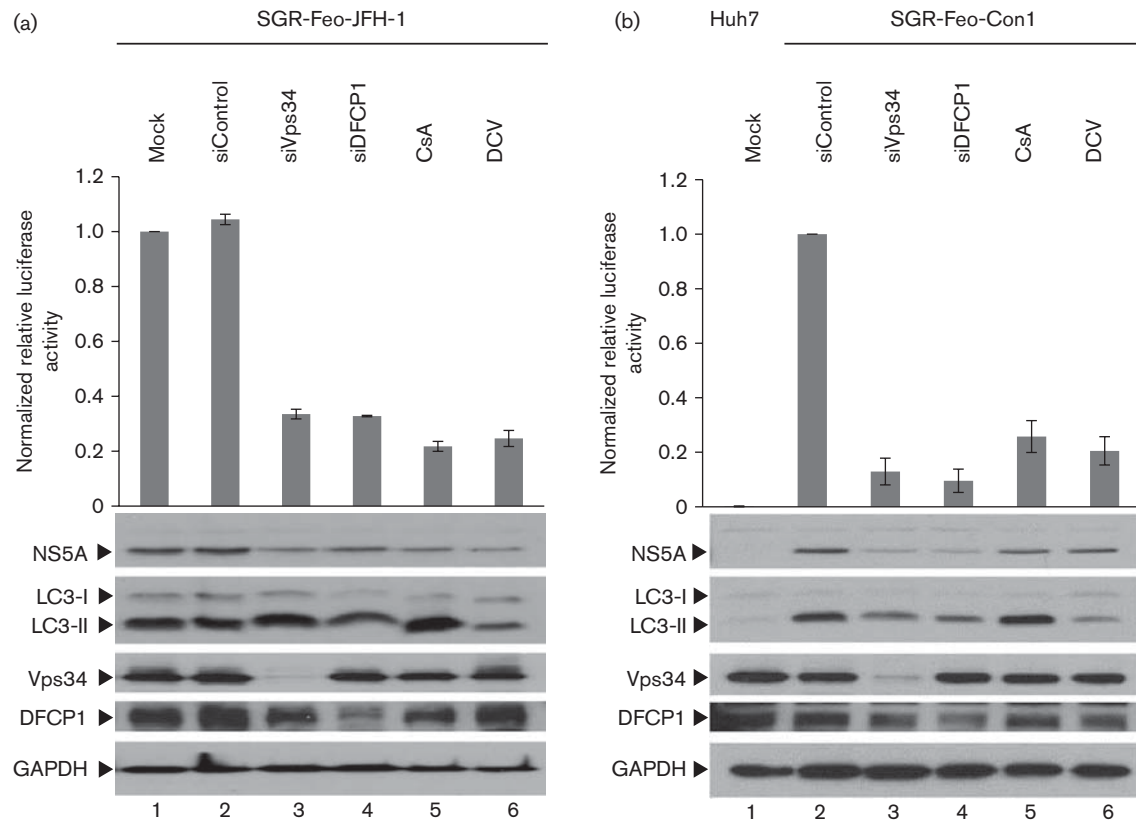 (a)
SGR-Feo-JFH-1
Mock
siControl
siVps34
siDFCP1
CsA
DCV
Normalized relative luciferase
activity
1.2
1.0
0.8
0.6
0.4
0.2
0
NS5A
LC3-I
LC3-II
Vps34
DFCP1
GAPDH
1 2 3 4 5 6
(b)
Huh7
SGR-Feo-Con1
Mock
siControl
siVps34
siDFCP1
CsA
DCV
Normalized relative luciferase
activity
1.2
1.0
0.8
0.6
0.4
0.2
0
NS5A
LC3-I
LC3-II
Vps34
DFCP1
GAPDH
1 2 3 4 5 6